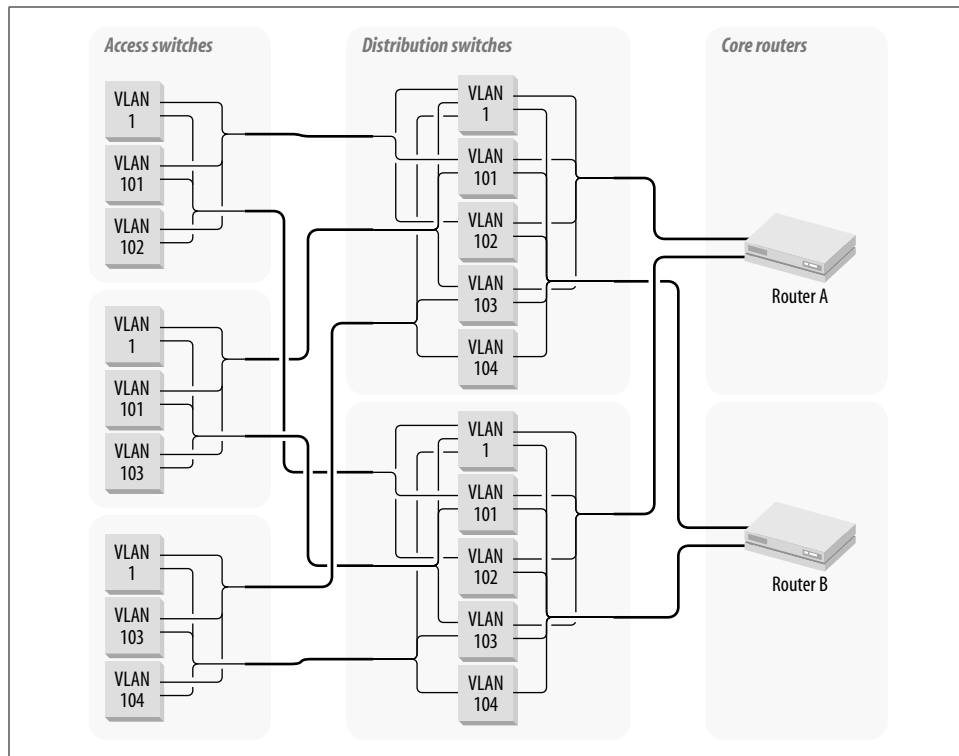 Access switches
VLAN
1
VLAN
101
VLAN
102
VLAN
1
VLAN
101
VLAN
103
VLAN
1
VLAN
103
VLAN
104
Distribution switches
VLAN
1
VLAN
101
VLAN
102
VLAN
103
VLAN
104
VLAN
1
VLAN
101
VLAN
102
VLAN
103
VLAN
104
Core routers
Router A
Router B